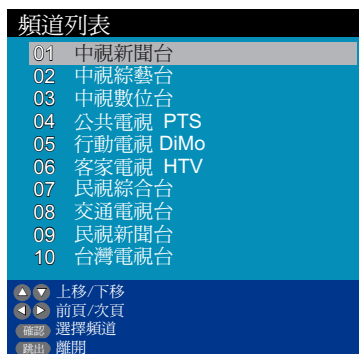 頻道列表
01 中視新聞台
02 中視綜藝台
03 中視數位台
04 公共電視 PTS
05 行動電視 DiMo
06 客家電視 HTV
07 民視綜合台
08 交通電視台
09 民視新聞台
10 台灣電視台
上移/下移
前頁/次頁
確認 選擇頻道
跳出 離開